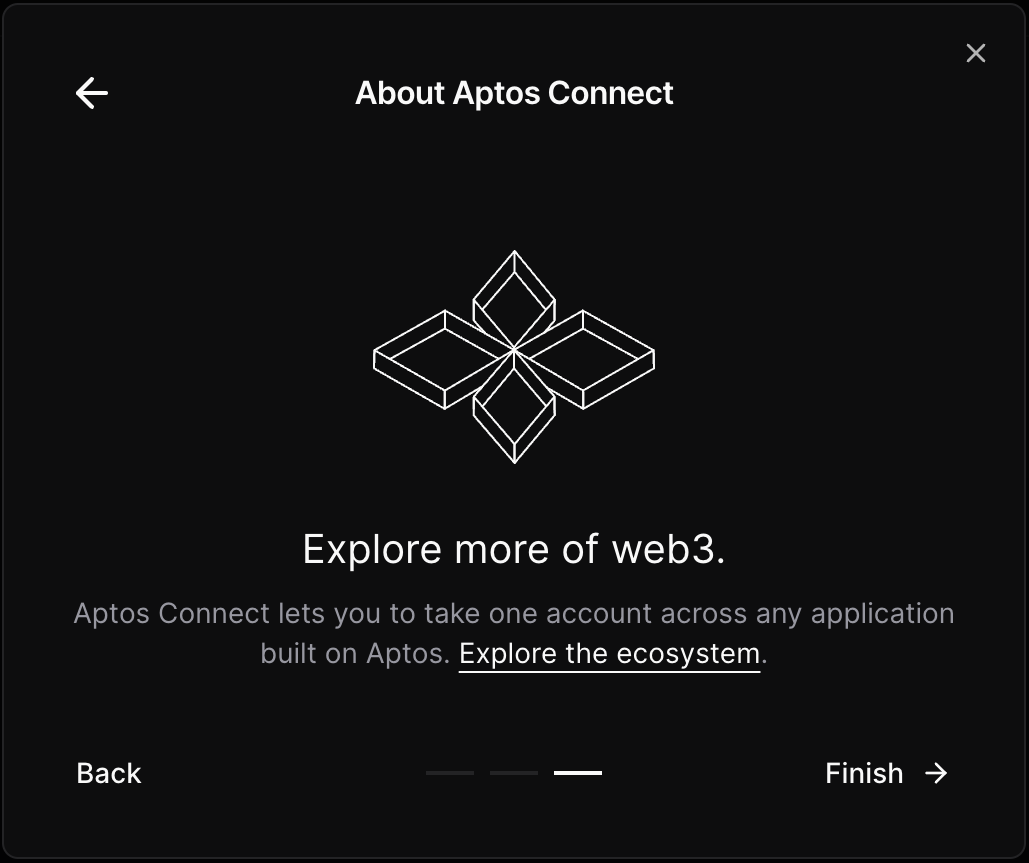 About Aptos Connect
Explore more of web3.
Aptos Connect lets you to take one account across any application
built on Aptos. Explore the ecosystem.
Back
Finish